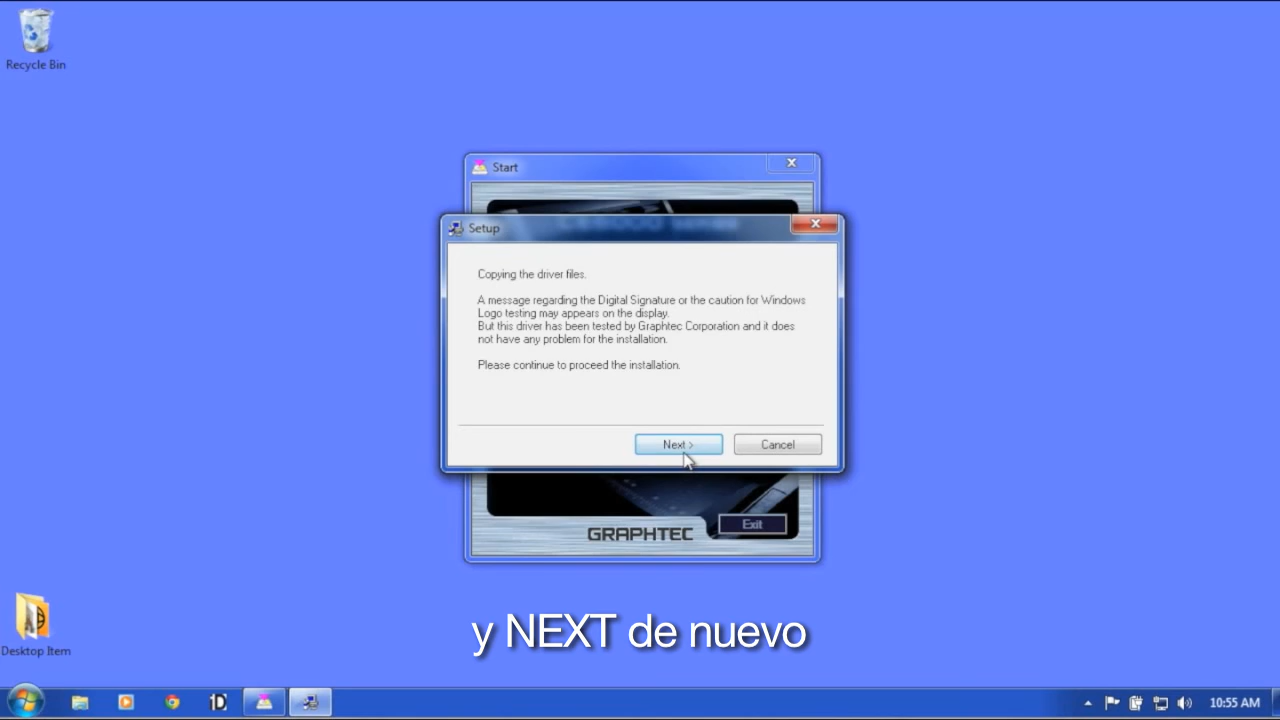 Recycle Bin
Start
Setup
Copying the driver files.
A message regarding the Digital Signature or the caution for Windows
Logo testing may appears on the display.
But this driver has been tested by Graphtec Corporation and it does
not have any problem for the installation.
Please continue to proceed the installation.
Next >
Cancel
Exit
GRAPHTEC
y NEXT de nuevo
Desktop Item
10:55 AM